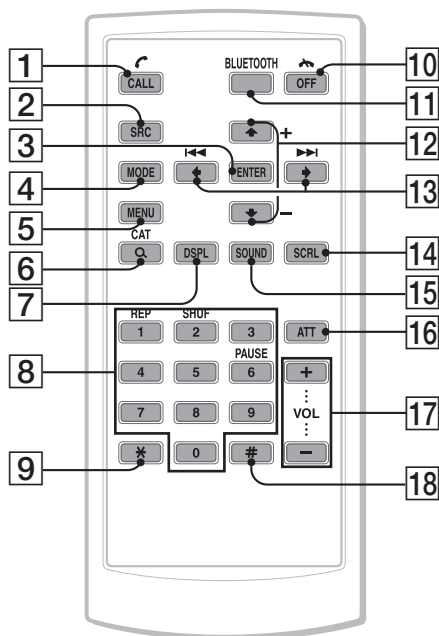 1
CALL
BLUETOOTH
OFF
10
11
2
SRC
+
12
3
4
MODE
ENTER
13
5
MENU
−
CAT
6
DSPL
SOUND
SCRL
14
7
15
REP
SHUF
8
1
2
3
ATT
16
PAUSE
4
5
6
+
7
8
9
VOL
17
9
*
0
#
−
18